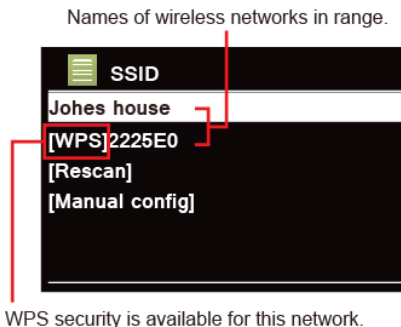 Names of wireless networks in range.
SSID
Johes house
[WPS]2225E0
[Rescan]
[Manual config]
WPS security is available for this network.